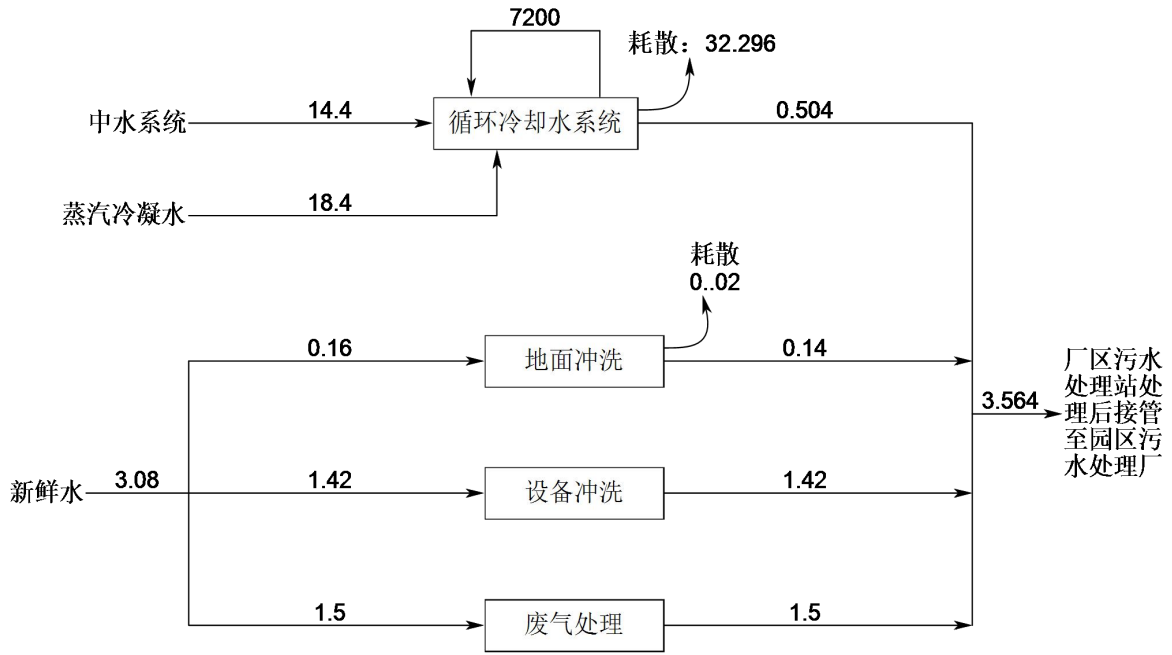 7200
耗散：32.296
中水系统
14.4
循环冷却水系统
0.504
蒸汽冷凝水
18.4
耗散
0..02
0.16
地面冲洗
0.14
厂区污水
处理站处
理后接管
至园区污
水处理厂
3.564
新鲜水
3.08
1.42
设备冲洗
1.42
1.5
废气处理
1.5